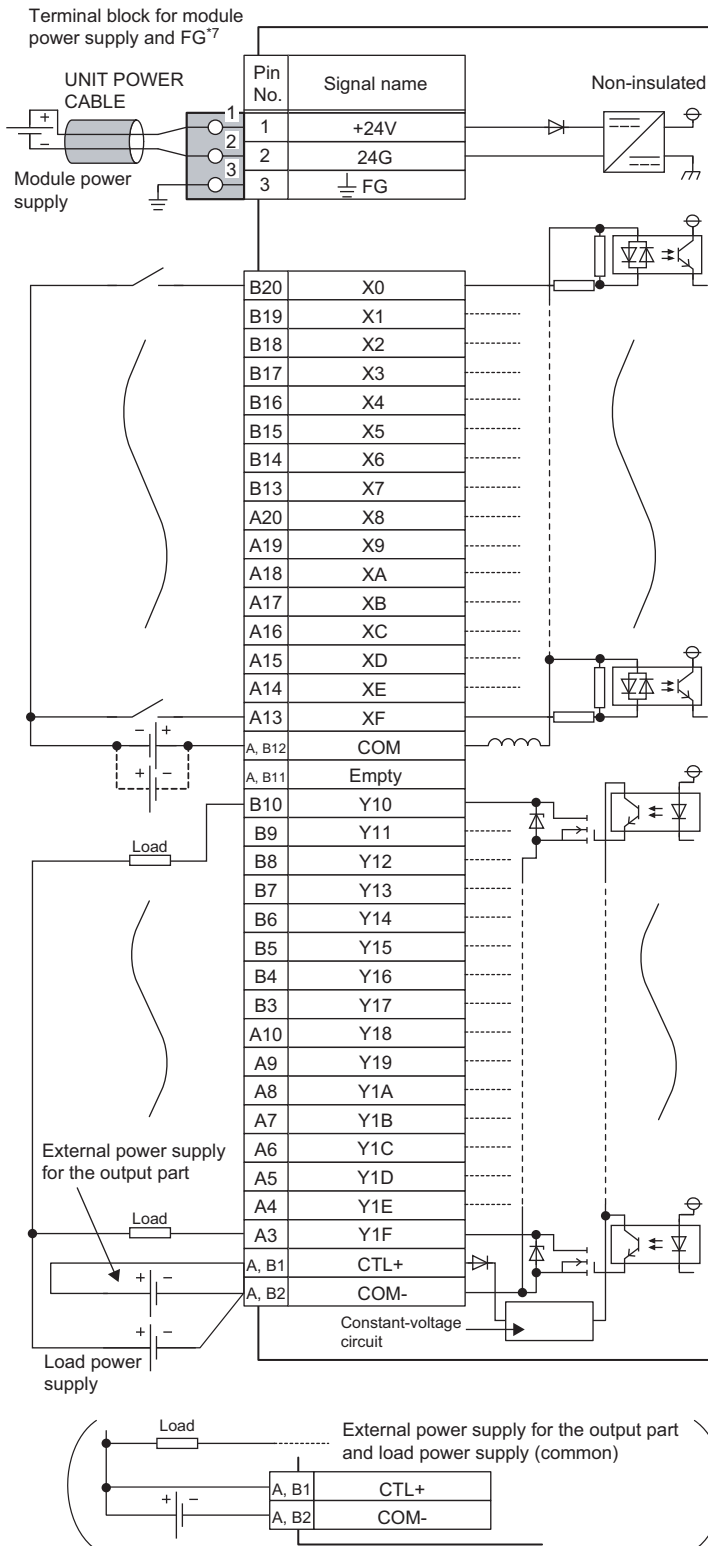 Terminal block for module
power supply and FG*7
UNIT POWER
CABLE
Module power
supply
+
−
1
2
3
Pin No. Signal name
1 +24V
2 24G
3 FG
Non-insulated
B20 X0
B19 X1
B18 X2
B17 X3
B16 X4
B15 X5
B14 X6
B13 X7
A20 X8
A19 X9
A18 XA
A17 XB
A16 XC
A15 XD
A14 XE
A13 XF
− +
A, B12 COM
+ −
A, B11 Empty
B10 Y10
B9 Y11
Load
B8 Y12
B7 Y13
B6 Y14
B5 Y15
B4 Y16
B3 Y17
A10 Y18
A9 Y19
A8 Y1A
A7 Y1B
A6 Y1C
A5 Y1D
A4 Y1E
External power supply
for the output part
Load
A3 Y1F
A, B1 CTL+
+ −
A, B2 COM-
Constant-voltage
circuit
+ −
Load power
supply
Load
External power supply for the output part
and load power supply (common)
A, B1 CTL+
+ −
A, B2 COM-